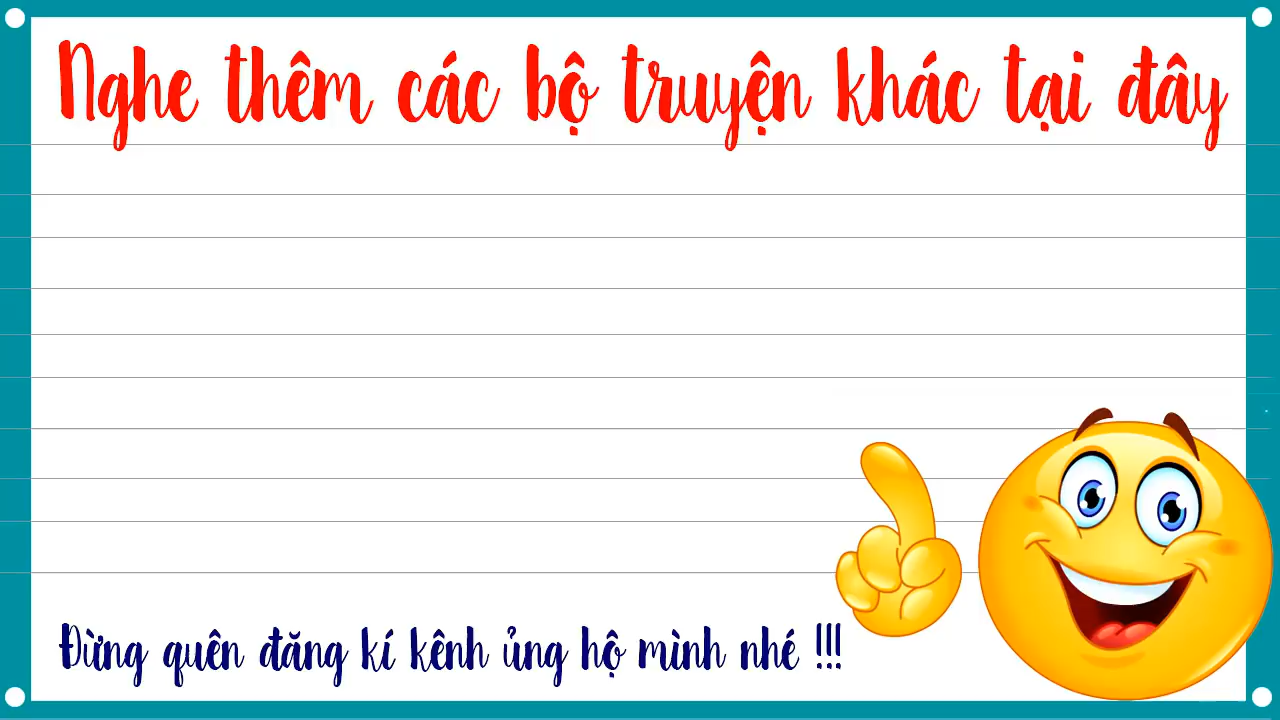 Nghe thêm các bộ truyện khác tại đây
Đừng quên đăng kí kênh ủng hộ mình nhé !!!